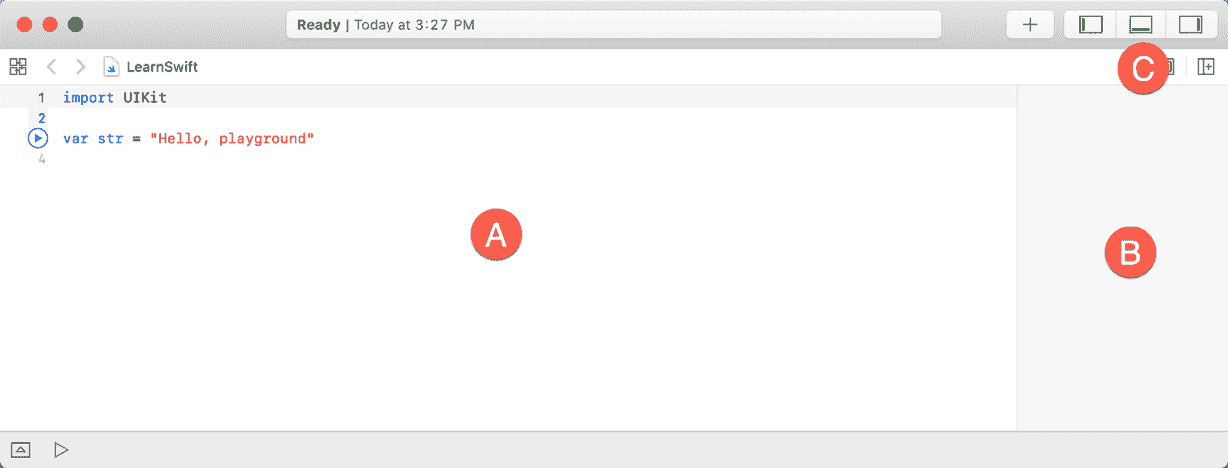 Ready | Today at 3:27 PM
LearnSwift
C
1 import UIKit
2
var str = "Hello, playground"
4
A
B